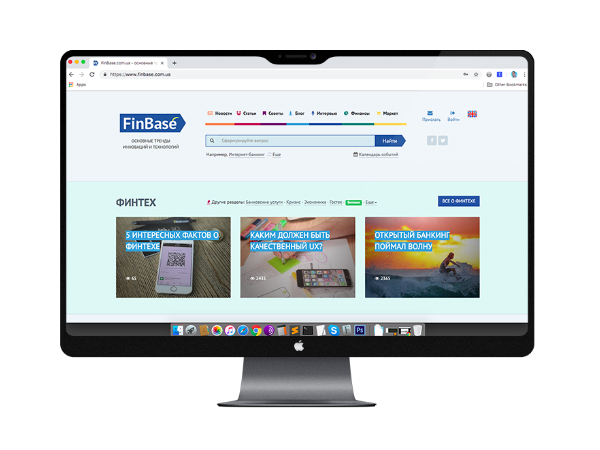 FinBase.com.ua - основные т
https://www.finbase.com.ua
Apps
Other Bookmarks
FinBase
ОСНОВНЫЕ ТРЕНДЫ
ИННОВАЦИЙ И ТЕХНОЛОГИЙ
Новости Статьи Советы Блог Интервью Финансы Маркет
Прислать Войти
Сформулируйте вопрос
Найти
Например, Интернет-банкинг Еще
Календарь событий
ФИНТЕХ
Другие разделы: Банковские услуги · Кризис · Экономика · Гостех · Еще
ВСЕ О ФИНТЕХЕ
5 ИНТЕРЕСНЫХ ФАКТОВ О
ФИНТЕХЕ
65
КАКИМ ДОЛЖЕН БЫТЬ
КАЧЕСТВЕННЫЙ UX?
2431
ОТКРЫТЫЙ БАНКИНГ
ПОЙМАЛ ВОЛНУ
2361
Ps